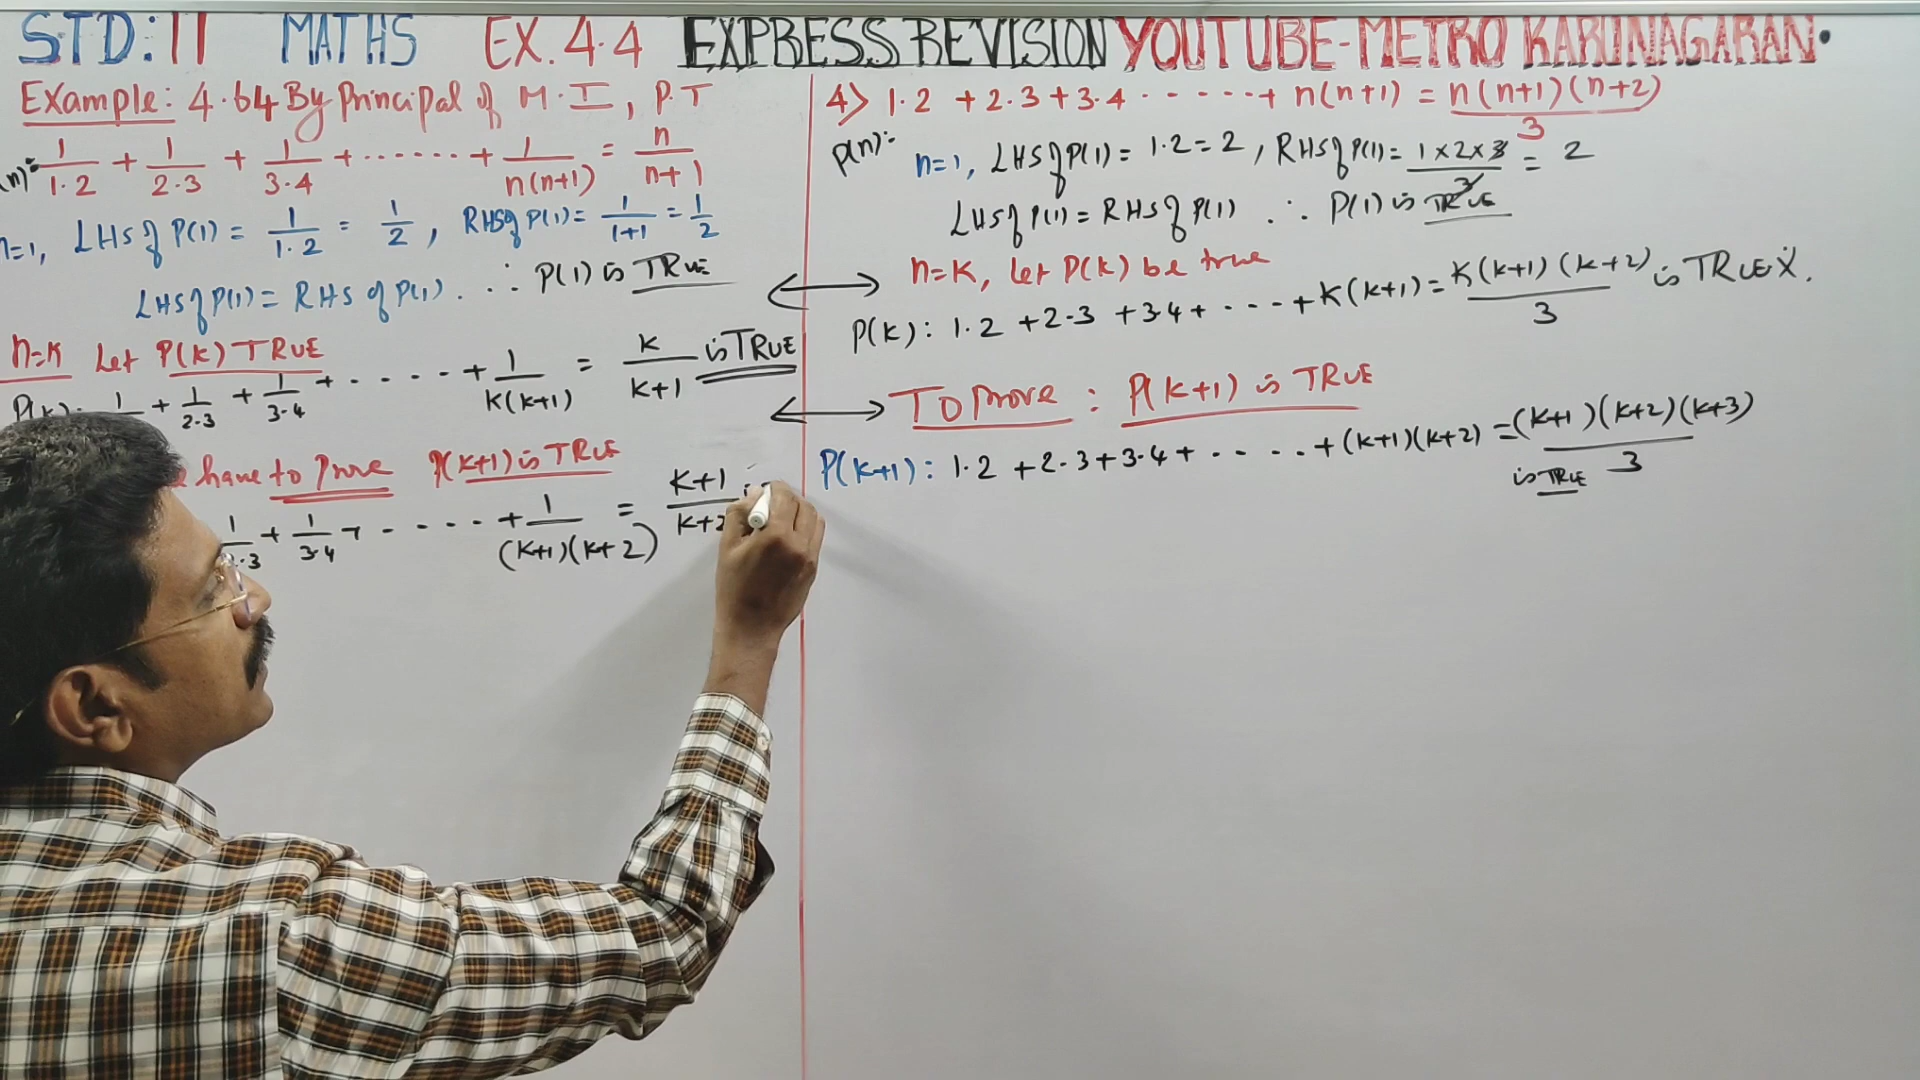 STD: 11 MATHS EX. 4.4 EXPRESS REVISION YOUTUBE-METRO KARUNAGARAN.
Example: 4.64 By Principal of M.I, P.T
(n):- 1/1.2 + 1/2.3 + 1/3.4 + ...... + 1/n(n+1) = n/n+1
n=1, LHS of P(1) = 1/1.2 = 1/2, RHS of P(1) = 1/1+1 = 1/2
LHS of P(1) = RHS of P(1). ∴ P(1) is TRUE
n=K Let P(K) TRUE
P(K): 1/ + 1/2.3 + 1/3.4 + ..... + 1/K(K+1) = K/K+1 is TRUE
e have to Prove P(K+1) is TRUE
1/2.3 + 1/3.4 + ..... + 1/(K+1)(K+2) = K+1/K+2
4) 1.2 + 2.3 + 3.4 ...... + n(n+1) = n(n+1)(n+2)/3
p(n):-
n=1, LHS of P(1) = 1.2 = 2, RHS of P(1) = 1×2×3/3 = 2
LHS of P(1) = RHS of P(1) ∴ P(1) is TRUE
n=K, Let P(K) be true
P(K): 1.2 + 2.3 + 3.4 + .... + K(K+1) = K(K+1)(K+2)/3 is TRUE
To Prove : P(K+1) is TRUE
P(K+1): 1.2 + 2.3 + 3.4 + ..... + (K+1)(K+2) = (K+1)(K+2)(K+3)/3
is TRUE